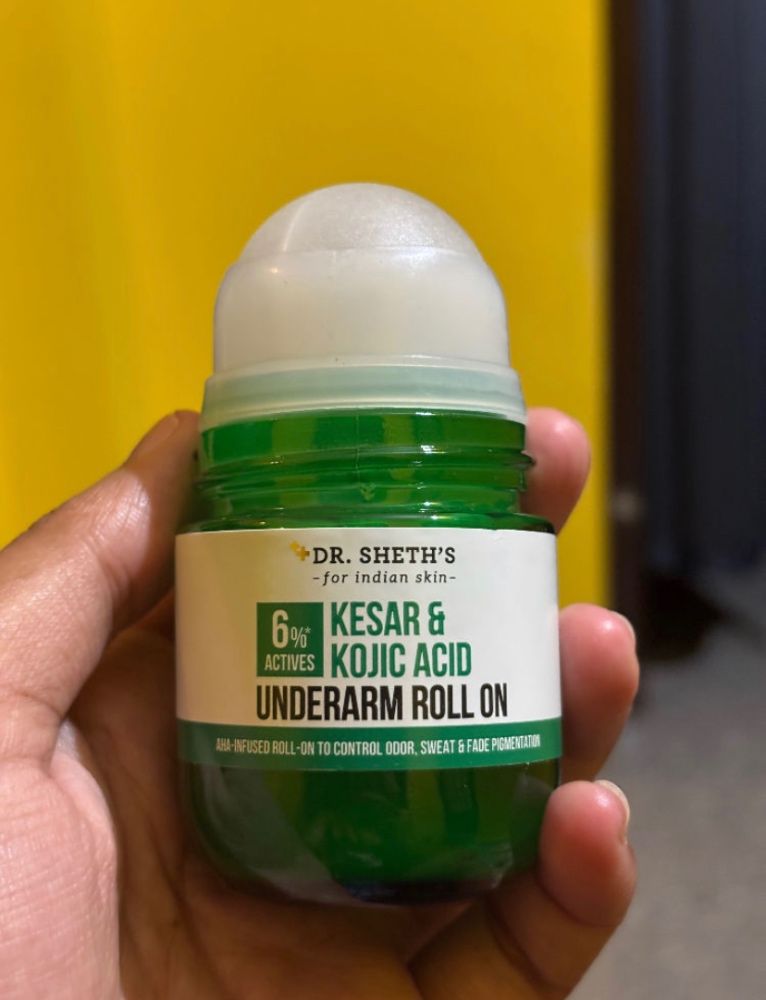 DR. SHETH'S
-for indian skin-
6%* ACTIVES
KESAR &
KOJIC ACID
UNDERARM ROLL ON
AHA-INFUSED ROLL-ON TO CONTROL ODOR, SWEAT & FADE PIGMENTATION